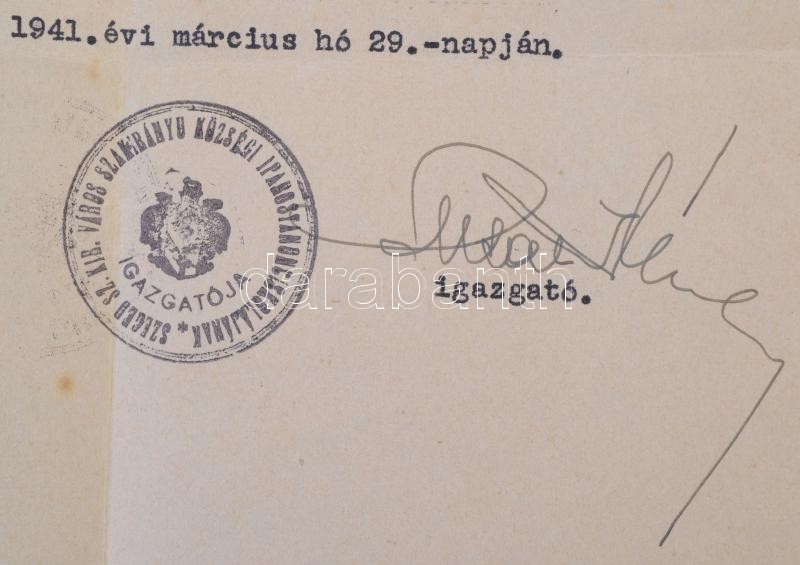 1941.évi március hó 29.-napján.
SZEGED SZ. KIR. VÁROS SZAKIRÁNYU KÖZSÉGI IPAROSTANONCISKOLÁJÁNAK *
IGAZGATÓJA
darabanth
igazgató.